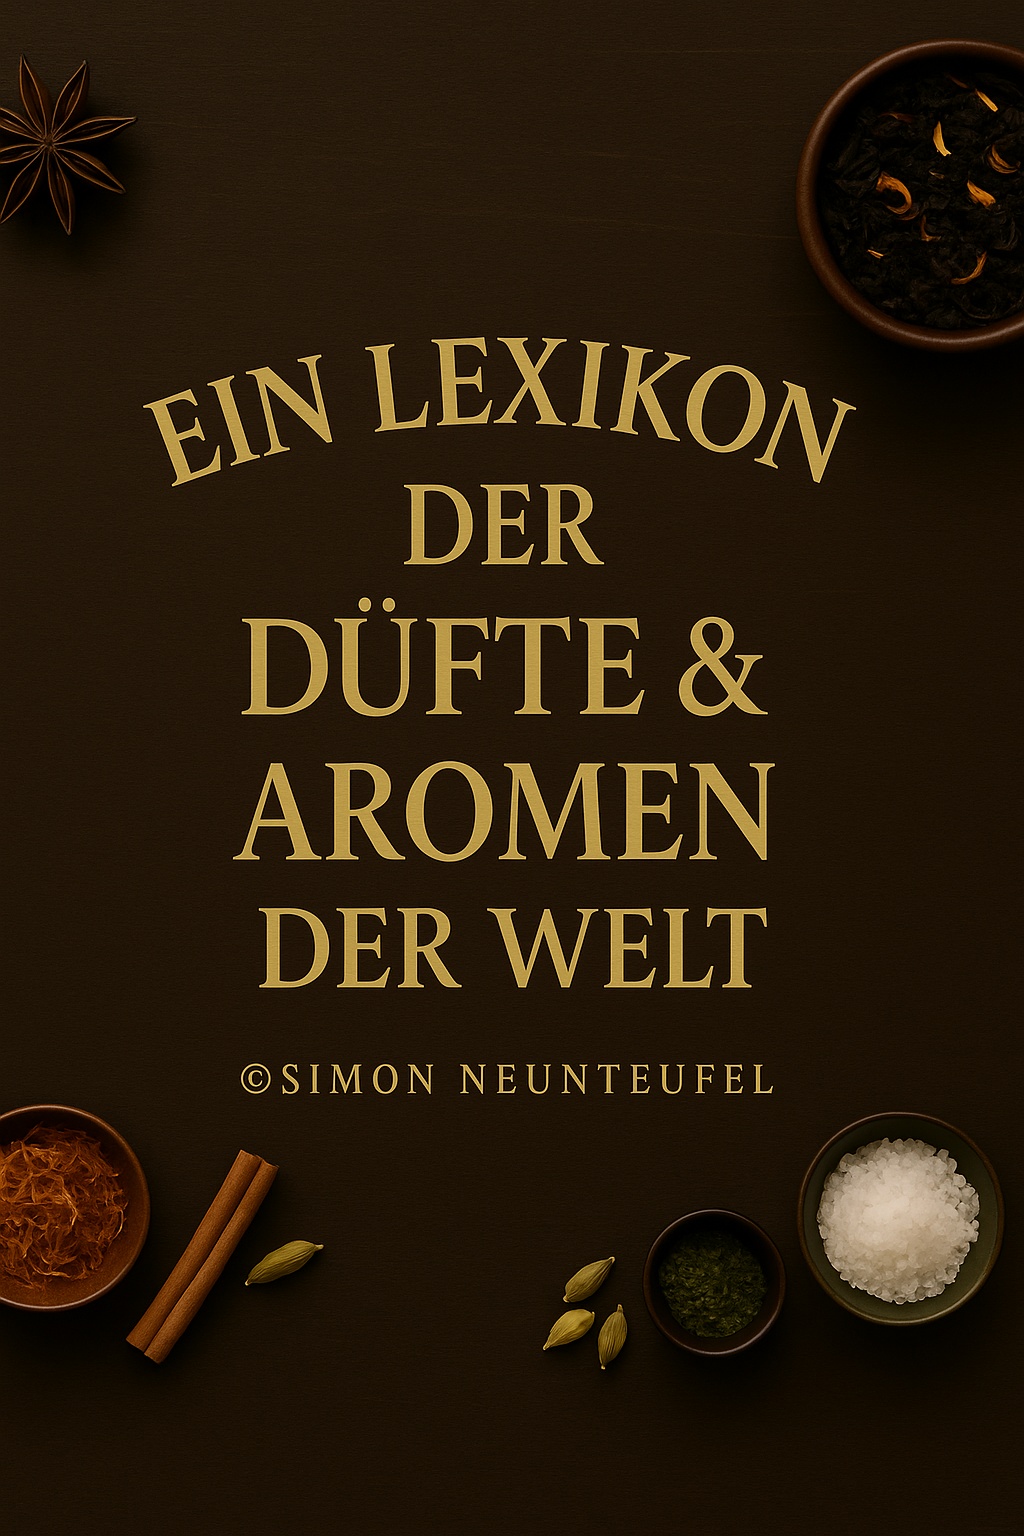 EIN LEXIKON
DER
DÜFTE &
AROMEN
DER WELT
©SIMON NEUNTEUFEL